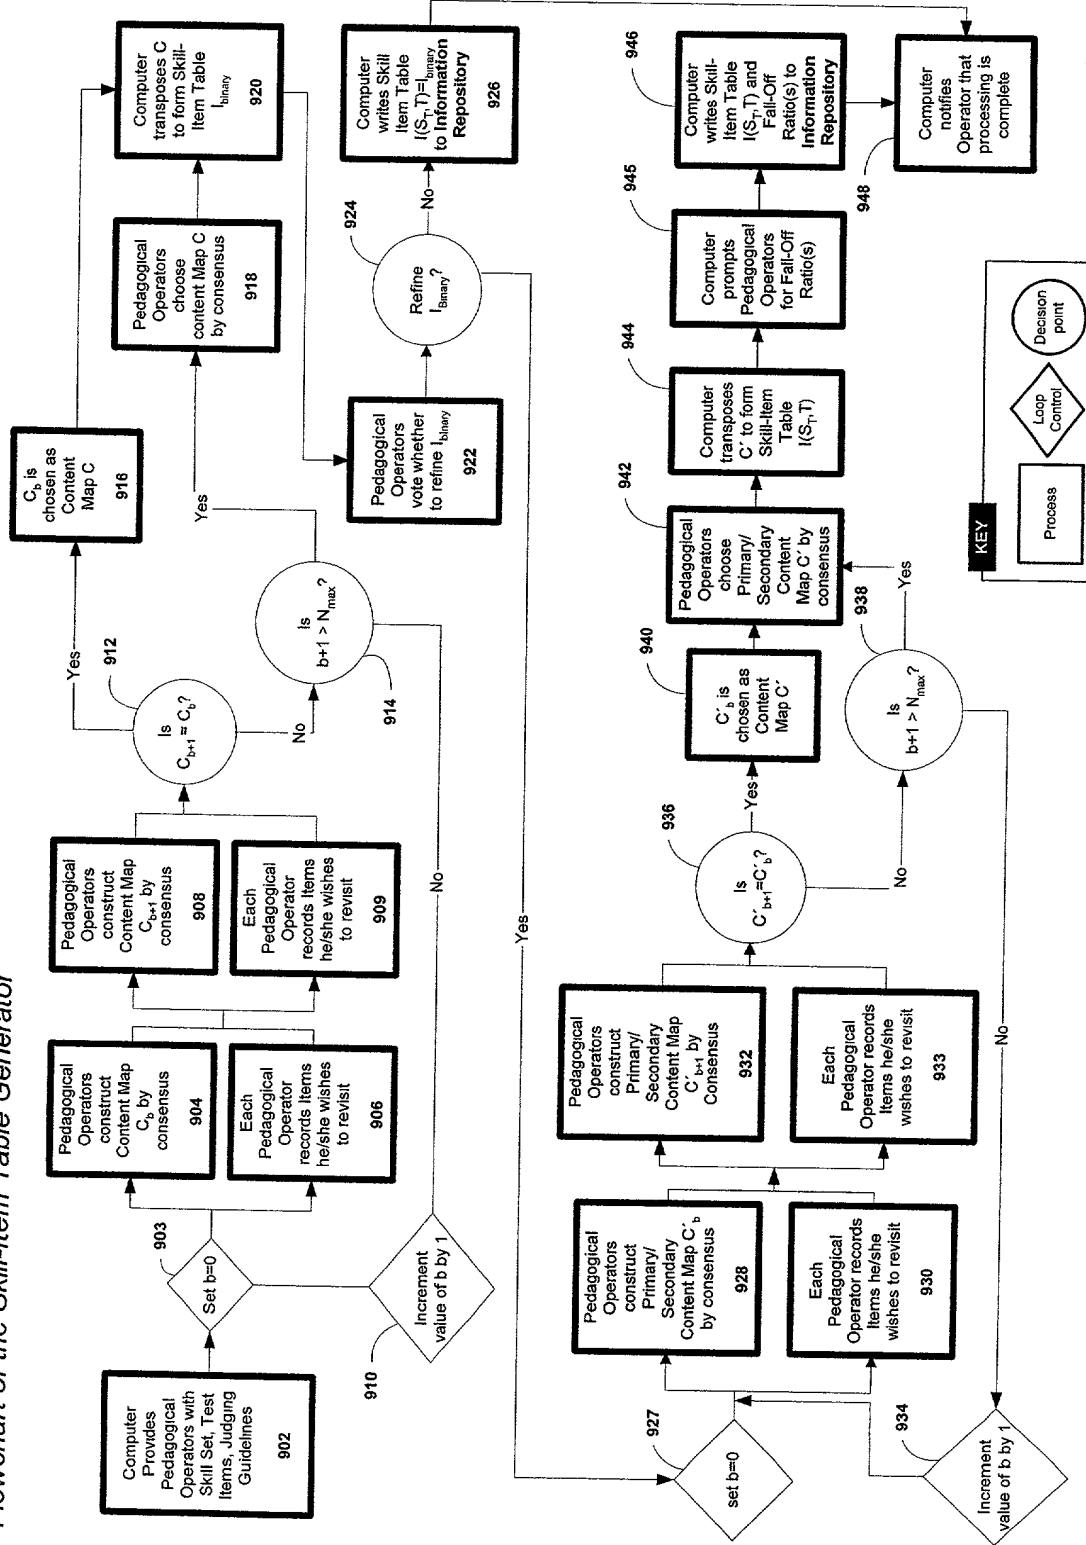 Flowchart of the Skill-Item Table Generator
Computer
Provides
Pedagogical
Operators with
Skill Set, Test
Items, Judging
Guidelines
902
903
Set b=0
Pedagogical
Operators
construct
Content Map
C_b by
consensus
904
Each
Pedagogical
Operator
records Items
he/she wishes
to revisit
906
Pedagogical
Operators
construct
Content Map
C_b+1 by
consensus
908
Each
Pedagogical
Operator
records Items
he/she wishes
to revisit
909
910
Increment
value of b by 1
912
Is
C_b+1 = C_b?
Yes
No
Is
b+1 > N_max?
914
Yes
No
C_b is
chosen as
Content
Map C
916
Pedagogical
Operators
choose
content Map C
by consensus
918
Computer
transposes C
to form Skill-
Item Table
I_binary
920
Pedagogical
Operators
vote whether
to refine I_binary
922
924
Refine
I_Binary?
No
Yes
Computer
writes Skill
Item Table
I(S_T,T)=I_binary
to Information
Repository
926
927
set b=0
Pedagogical
Operators
construct
Primary/
Secondary
Content Map C´_b
by consensus
928
Each
Pedagogical
Operator records
Items he/she
wishes to revisit
930
Pedagogical
Operators
construct
Primary/
Secondary
Content Map
C´_b+1 by
Consensus
932
Each
Pedagogical
Operator records
Items he/she
wishes to revisit
933
934
Increment
value of b by 1
936
Is
C´_b+1=C´_b?
Yes
No
938
Is
b+1 > N_max?
Yes
No
940
C´_b is
chosen as
Content
Map C´
942
Pedagogical
Operators
choose
Primary/
Secondary
Content
Map C´ by
consensus
944
Computer
transposes
C´ to form
Skill-Item
Table
I(S_T,T)
945
Computer
prompts
Pedagogical
Operators
for Fall-Off
Ratio(s)
946
Computer
writes Skill-
Item Table
I(S_T,T) and
Fall-Off
Ratio(s) to
Information
Repository
Computer
notifies
Operator that
processing is
complete
948
KEY
Process
Loop
Control
Decision
point